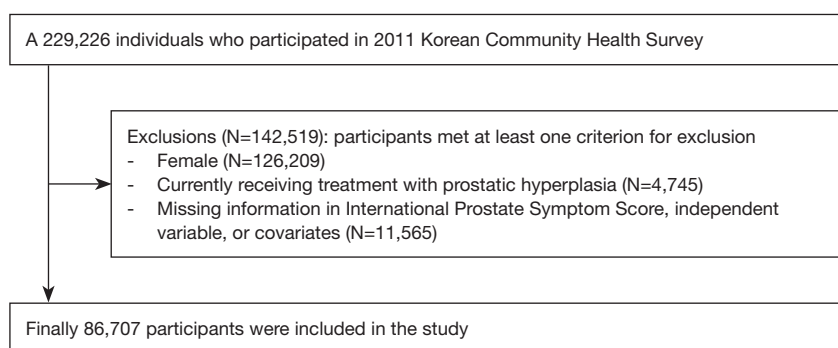 A 229,226 individuals who participated in 2011 Korean Community Health Survey
Exclusions (N=142,519): participants met at least one criterion for exclusion
- Female (N=126,209)
- Currently receiving treatment with prostatic hyperplasia (N=4,745)
- Missing information in International Prostate Symptom Score, independent
variable, or covariates (N=11,565)
Finally 86,707 participants were included in the study